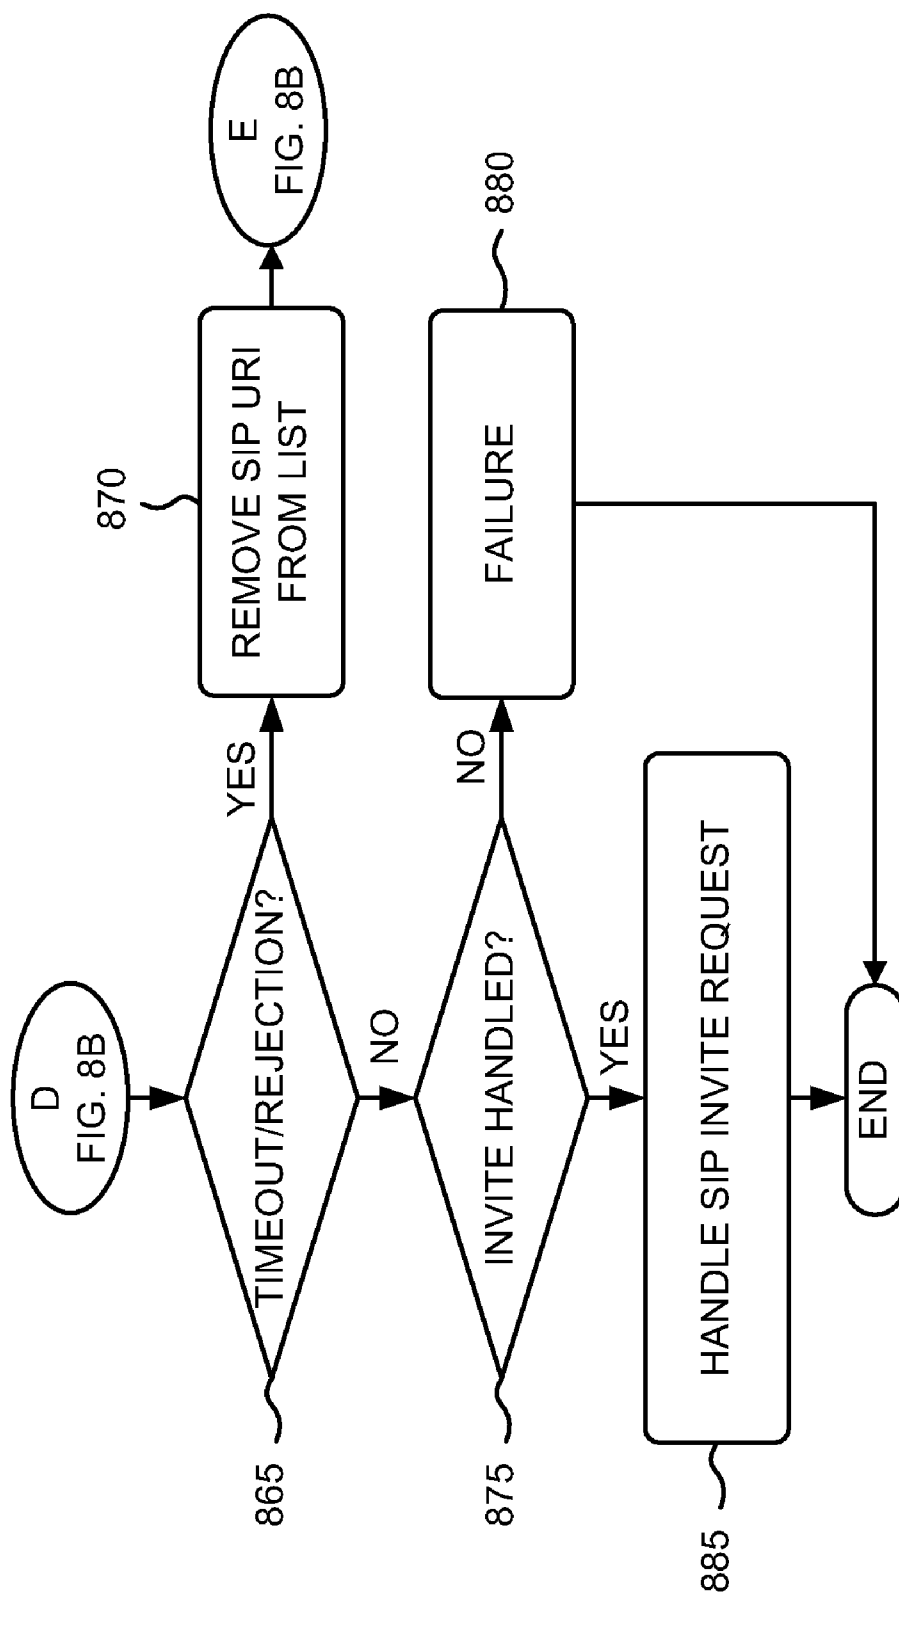 D
FIG. 8B
865
TIMEOUT/REJECTION?
YES
870
REMOVE SIP URI
FROM LIST
E
FIG. 8B
NO
875
INVITE HANDLED?
NO
880
FAILURE
YES
885
HANDLE SIP INVITE REQUEST
END